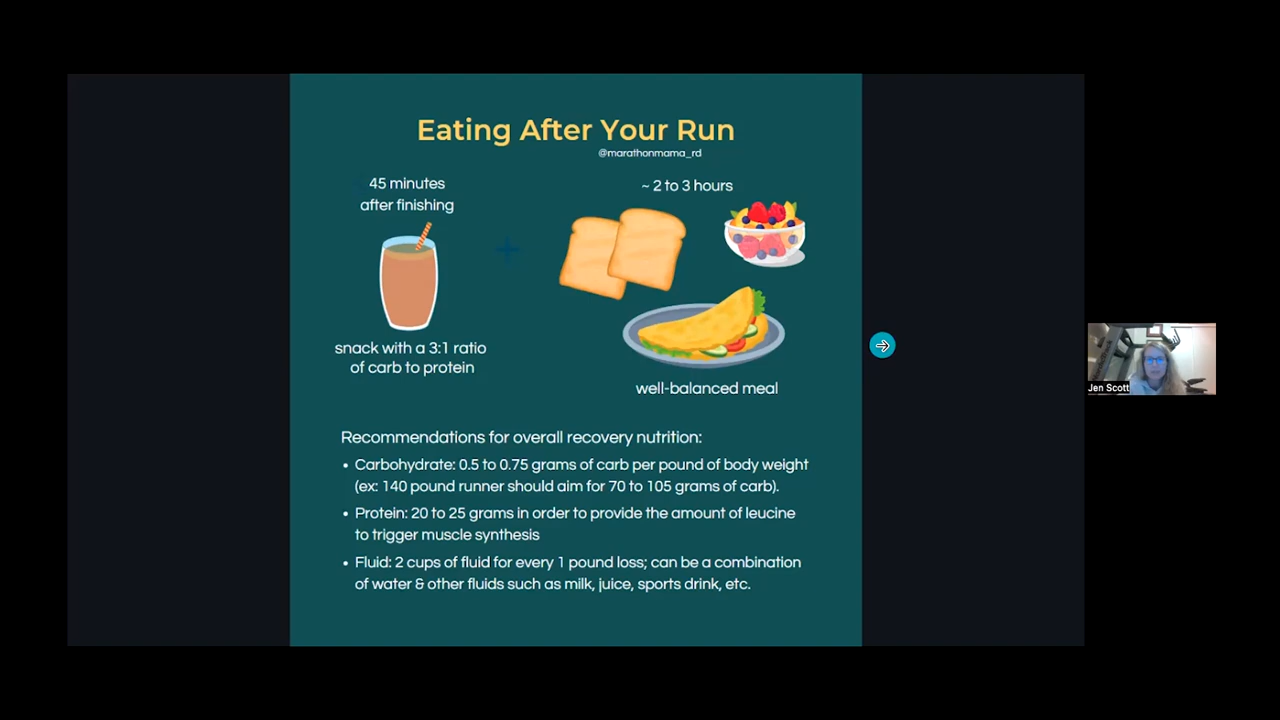 Eating After Your Run
@marathonmama_rd
45 minutes
after finishing
~ 2 to 3 hours
snack with a 3:1 ratio
of carb to protein
well-balanced meal
Jen Scott
Recommendations for overall recovery nutrition:
• Carbohydrate: 0.5 to 0.75 grams of carb per pound of body weight
(ex: 140 pound runner should aim for 70 to 105 grams of carb).
• Protein: 20 to 25 grams in order to provide the amount of leucine
to trigger muscle synthesis
• Fluid: 2 cups of fluid for every 1 pound loss; can be a combination
of water & other fluids such as milk, juice, sports drink, etc.